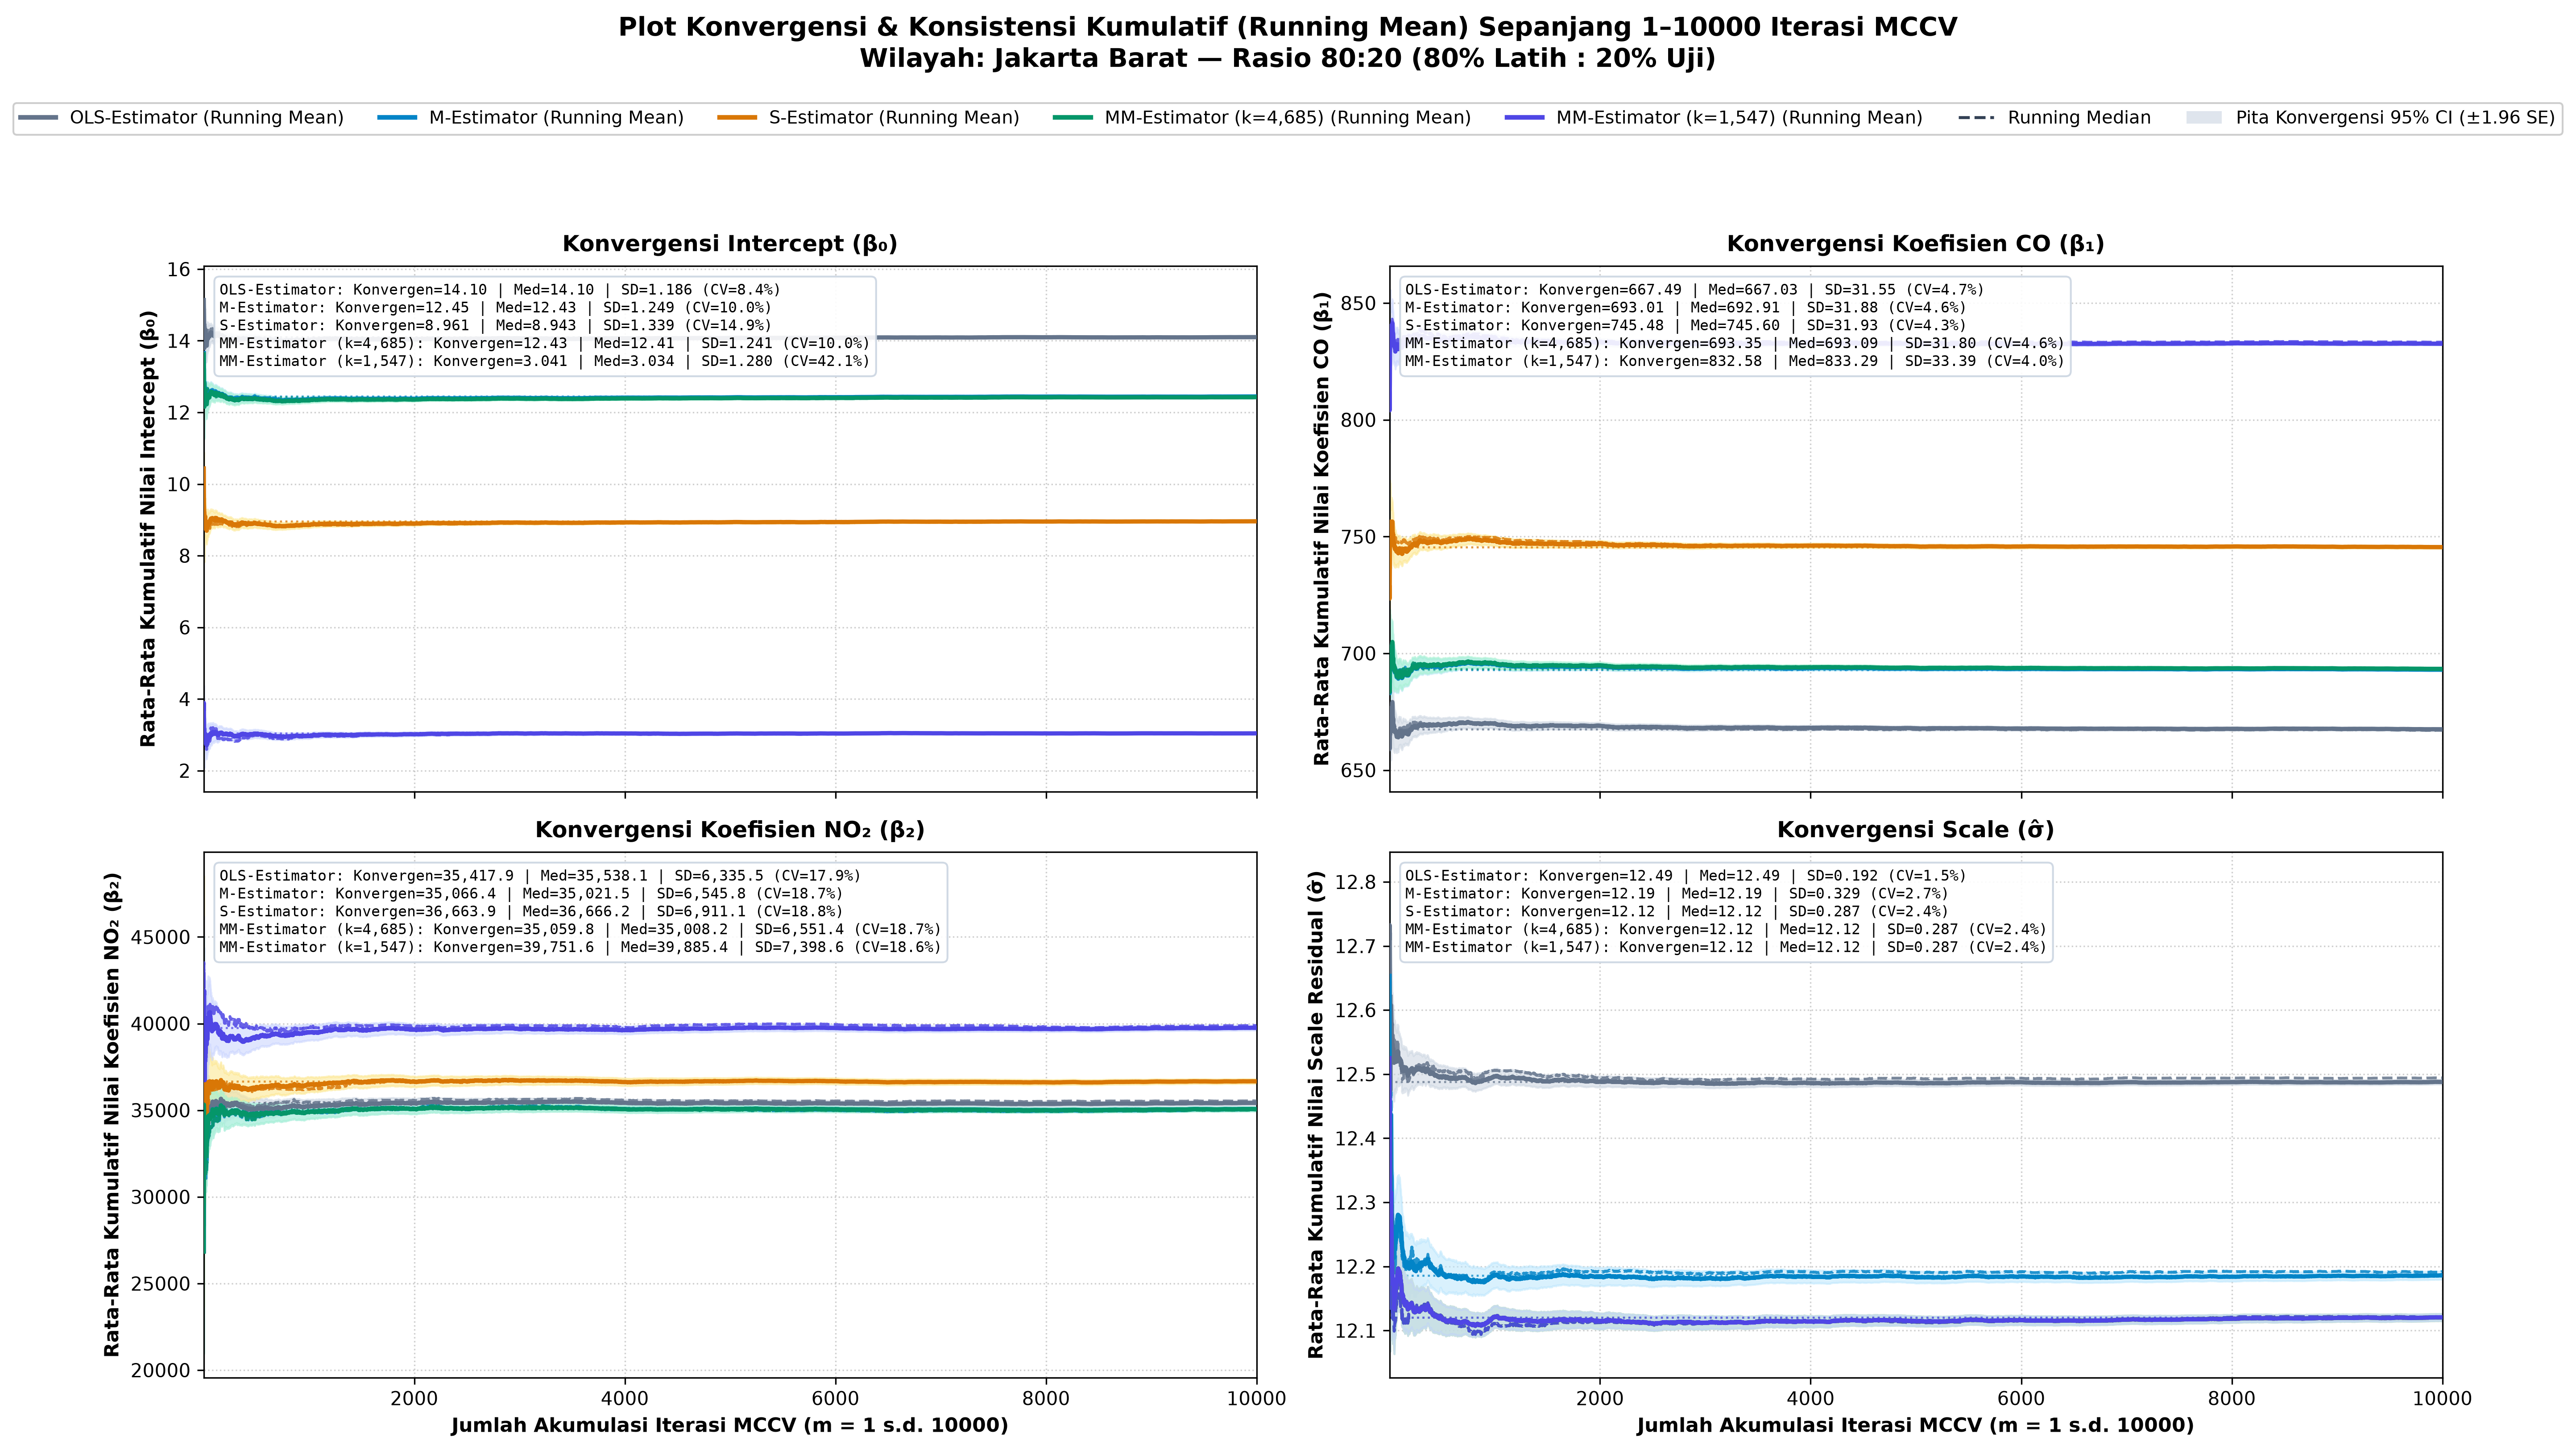 Plot Konvergensi & Konsistensi Kumulatif (Running Mean) Sepanjang 1–10000 Iterasi MCCV
Wilayah: Jakarta Barat — Rasio 80:20 (80% Latih : 20% Uji)
OLS-Estimator (Running Mean)
M-Estimator (Running Mean)
S-Estimator (Running Mean)
MM-Estimator (k=4,685) (Running Mean)
MM-Estimator (k=1,547) (Running Mean)
Running Median
Pita Konvergensi 95% CI (±1.96 SE)
Konvergensi Intercept (β₀)
OLS-Estimator: Konvergen=14.10 | Med=14.10 | SD=1.186 (CV=8.4%)
M-Estimator: Konvergen=12.45 | Med=12.43 | SD=1.249 (CV=10.0%)
S-Estimator: Konvergen=8.961 | Med=8.943 | SD=1.339 (CV=14.9%)
MM-Estimator (k=4,685): Konvergen=12.43 | Med=12.41 | SD=1.241 (CV=10.0%)
MM-Estimator (k=1,547): Konvergen=3.041 | Med=3.034 | SD=1.280 (CV=42.1%)
Rata-Rata Kumulatif Nilai Intercept (β₀)
16
14
12
10
8
6
4
2
Konvergensi Koefisien CO (β₁)
OLS-Estimator: Konvergen=667.49 | Med=667.03 | SD=31.55 (CV=4.7%)
M-Estimator: Konvergen=693.01 | Med=692.91 | SD=31.88 (CV=4.6%)
S-Estimator: Konvergen=745.48 | Med=745.60 | SD=31.93 (CV=4.3%)
MM-Estimator (k=4,685): Konvergen=693.35 | Med=693.09 | SD=31.80 (CV=4.6%)
MM-Estimator (k=1,547): Konvergen=832.58 | Med=833.29 | SD=33.39 (CV=4.0%)
Rata-Rata Kumulatif Nilai Koefisien CO (β₁)
850
800
750
700
650
Konvergensi Koefisien NO₂ (β₂)
OLS-Estimator: Konvergen=35,417.9 | Med=35,538.1 | SD=6,335.5 (CV=17.9%)
M-Estimator: Konvergen=35,066.4 | Med=35,021.5 | SD=6,545.8 (CV=18.7%)
S-Estimator: Konvergen=36,663.9 | Med=36,666.2 | SD=6,911.1 (CV=18.8%)
MM-Estimator (k=4,685): Konvergen=35,059.8 | Med=35,008.2 | SD=6,551.4 (CV=18.7%)
MM-Estimator (k=1,547): Konvergen=39,751.6 | Med=39,885.4 | SD=7,398.6 (CV=18.6%)
Rata-Rata Kumulatif Nilai Koefisien NO₂ (β₂)
45000
40000
35000
30000
25000
20000
2000
4000
6000
8000
10000
Jumlah Akumulasi Iterasi MCCV (m = 1 s.d. 10000)
Konvergensi Scale (σ̂)
OLS-Estimator: Konvergen=12.49 | Med=12.49 | SD=0.192 (CV=1.5%)
M-Estimator: Konvergen=12.19 | Med=12.19 | SD=0.329 (CV=2.7%)
S-Estimator: Konvergen=12.12 | Med=12.12 | SD=0.287 (CV=2.4%)
MM-Estimator (k=4,685): Konvergen=12.12 | Med=12.12 | SD=0.287 (CV=2.4%)
MM-Estimator (k=1,547): Konvergen=12.12 | Med=12.12 | SD=0.287 (CV=2.4%)
Rata-Rata Kumulatif Nilai Scale Residual (σ̂)
12.8
12.7
12.6
12.5
12.4
12.3
12.2
12.1
2000
4000
6000
8000
10000
Jumlah Akumulasi Iterasi MCCV (m = 1 s.d. 10000)